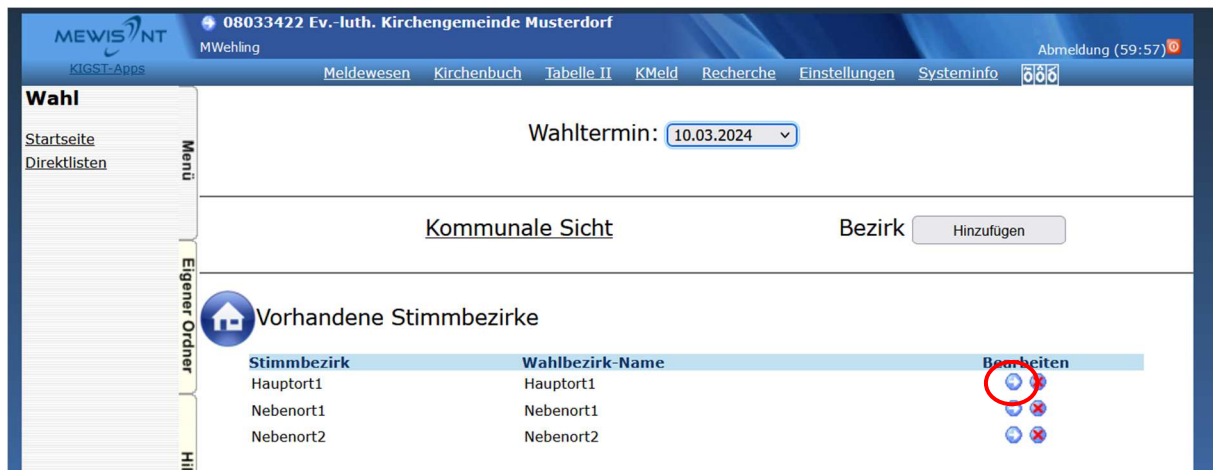 MEWIS NT
08033422 Ev.-luth. Kirchengemeinde Musterdorf
MWehling
Abmeldung (59:57)
KIGST-Apps
Meldewesen Kirchenbuch Tabelle II KMeld Recherche Einstellungen Systeminfo
Wahl
Startseite
Direktlisten
Menü
Eigener Ordner
Wahltermin: 10.03.2024
Kommunale Sicht
Bezirk Hinzufügen
Vorhandene Stimmbezirke
Stimmbezirk Wahlbezirk-Name Bearbeiten
Hauptort1 Hauptort1
Nebenort1 Nebenort1
Nebenort2 Nebenort2